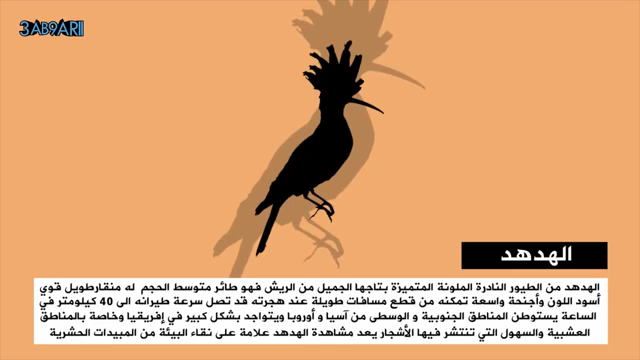 3AB9ARII
الهدهد
الهدهد من الطيور النادرة الملونة المتميزة بتاجها الجميل من الريش فهو طائر متوسط الحجم له منقارطويل قوي
أسود اللون وأجنحة واسعة تمكنه من قطع مسافات طويلة عند هجرته قد تصل سرعة طيرانه الى 40 كيلومتر في
الساعة يستوطن المناطق الجنوبية و الوسطى من آسيا و أوروبا ويتواجد بشكل كبير في إفريقيا وخاصة بالمناطق
العشبية والسهول التي تنتشر فيها الأشجار يعد مشاهدة الهدهد علامة على نقاء البيئة من المبيدات الحشرية